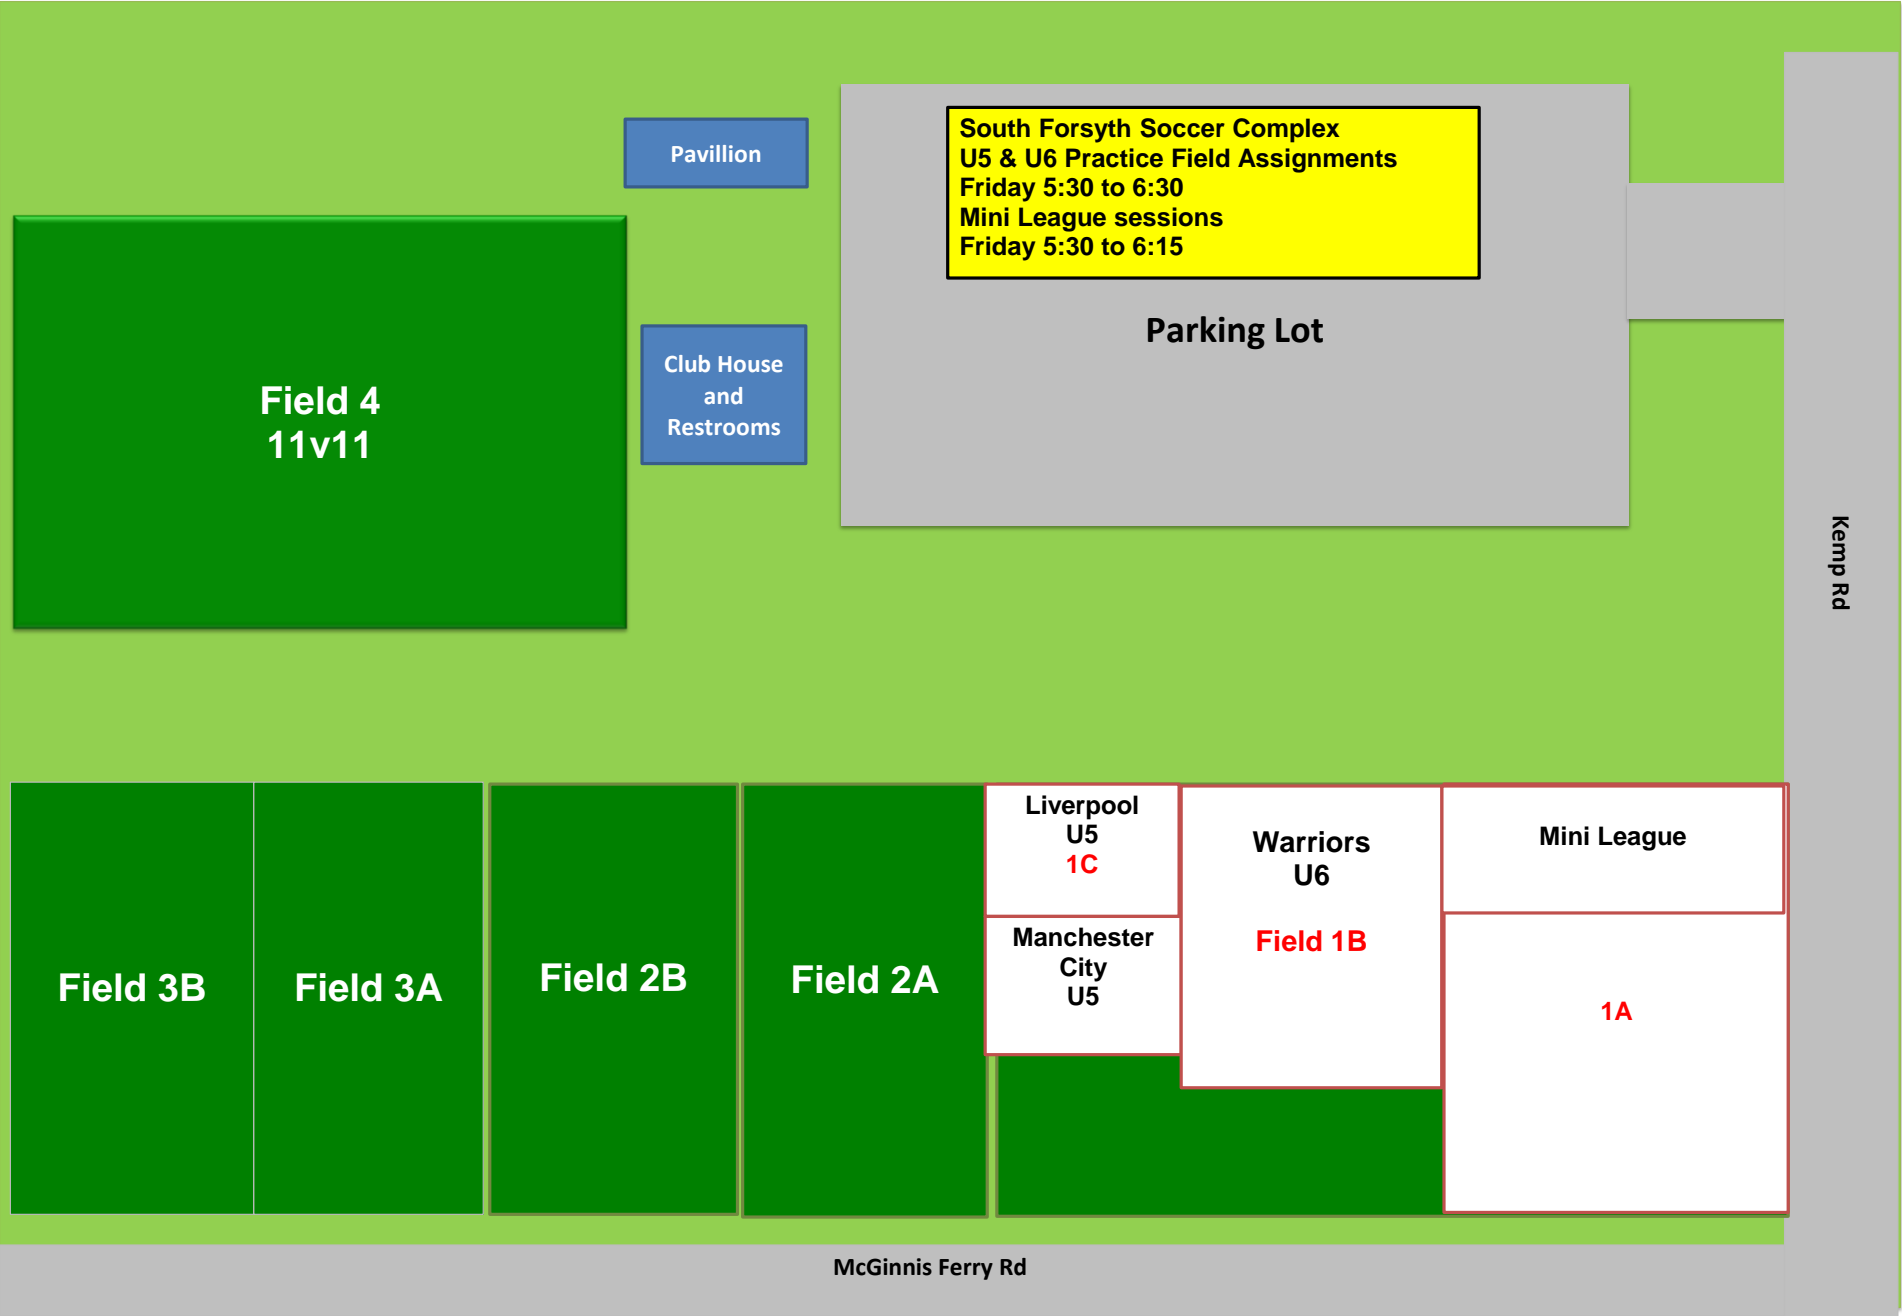 Pavillion
South Forsyth Soccer Complex
U5 & U6 Practice Field Assignments
Friday 5:30 to 6:30
Mini League sessions
Friday 5:30 to 6:15
Parking Lot
Club House
and
Restrooms
Field 4
11v11
Kemp Rd
Liverpool
U5
1C
Manchester
City
U5
Warriors
U6
Field 1B
Mini League
1A
Field 3B
Field 3A
Field 2B
Field 2A
McGinnis Ferry Rd